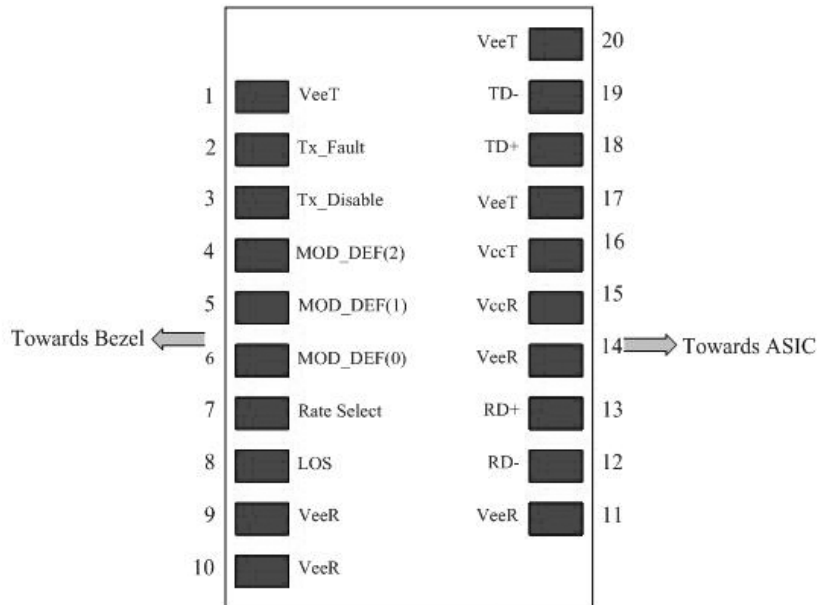 VeeT 20
1 VeeT TD- 19
2 Tx_Fault TD+ 18
3 Tx_Disable VeeT 17
4 MOD_DEF(2) VccT 16
5 MOD_DEF(1) VccR 15
Towards Bezel
6 MOD_DEF(0) VeeR 14
Towards ASIC
7 Rate Select RD+ 13
8 LOS RD- 12
9 VeeR VeeR 11
10 VeeR